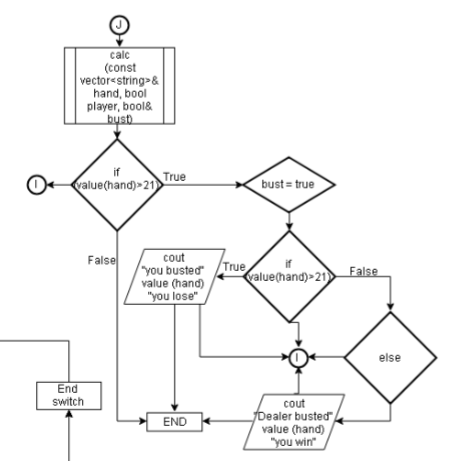 J
calc
(const
vector<string>&
hand, bool
player, bool&
bust)
if
(value(hand)>21)
True
I
bust = true
False
cout
"you busted"
value (hand)
"you lose"
True
if
value(hand)>21)
False
I
else
End
switch
END
cout
"Dealer busted"
value (hand)
"you win"